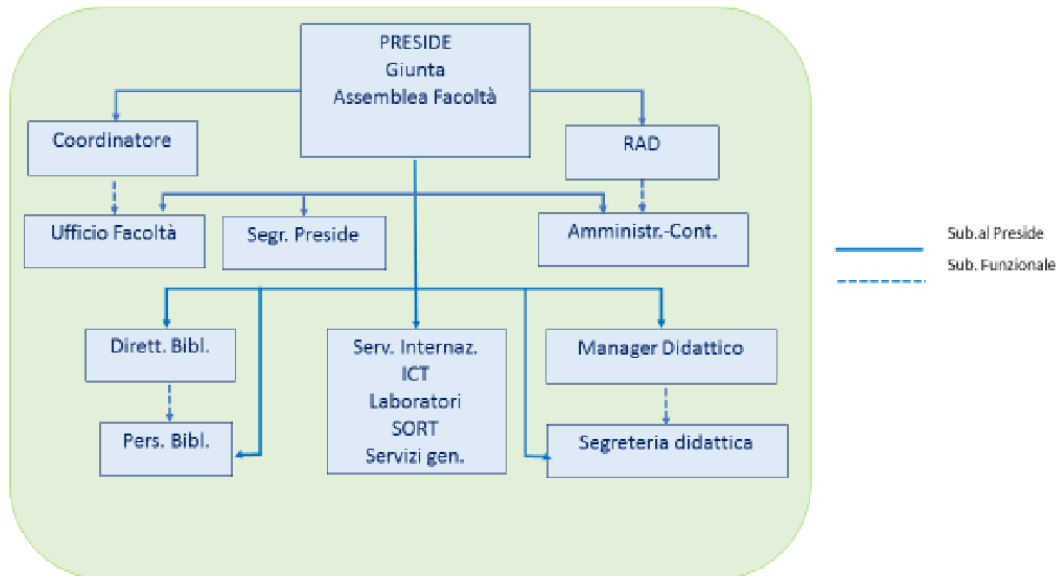 PRESIDE
Giunta
Assemblea Facoltà
Coordinatore
RAD
Ufficio Facoltà
Segr. Preside
Amministr.-Cont.
Sub.al Preside
Sub. Funzionale
Dirett. Bibl.
Serv. Internaz.
ICT
Laboratori
SORT
Servizi gen.
Manager Didattico
Pers. Bibl.
Segreteria didattica